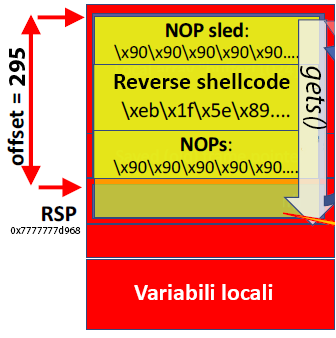 NOP sled:
\x90\x90\x90\x90\x90....
Reverse shellcode
\xeb\x1f\x5e\x89....
NOPs:
\x90\x90\x90\x90\x90....
offset = 295
gets()
RSP
0x7777777d968
Variabili locali